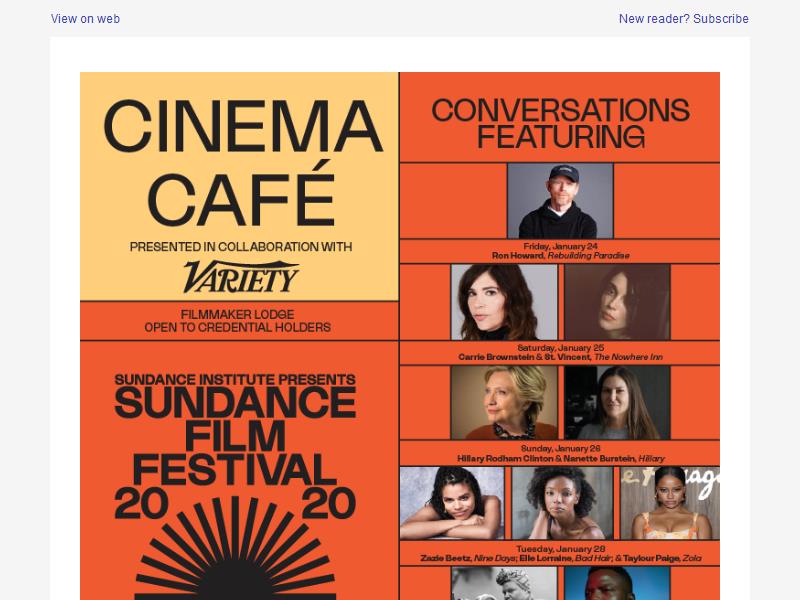 View on web
New reader? Subscribe
CINEMA
CAFÉ
PRESENTED IN COLLABORATION WITH
VARIETY
FILMMAKER LODGE
OPEN TO CREDENTIAL HOLDERS
SUNDANCE INSTITUTE PRESENTS
SUNDANCE
FILM
FESTIVAL
20 20
CONVERSATIONS
FEATURING
Friday, January 24
Ron Howard, Rebuilding Paradise
Saturday, January 25
Carrie Brownstein & St. Vincent, The Nowhere Inn
Sunday, January 26
Hillary Rodham Clinton & Nanette Burstein, Hillary
Tuesday, January 28
Zazie Beetz, Nine Days; Elle Lorraine, Bad Hair; & Taylour Paige, Zola